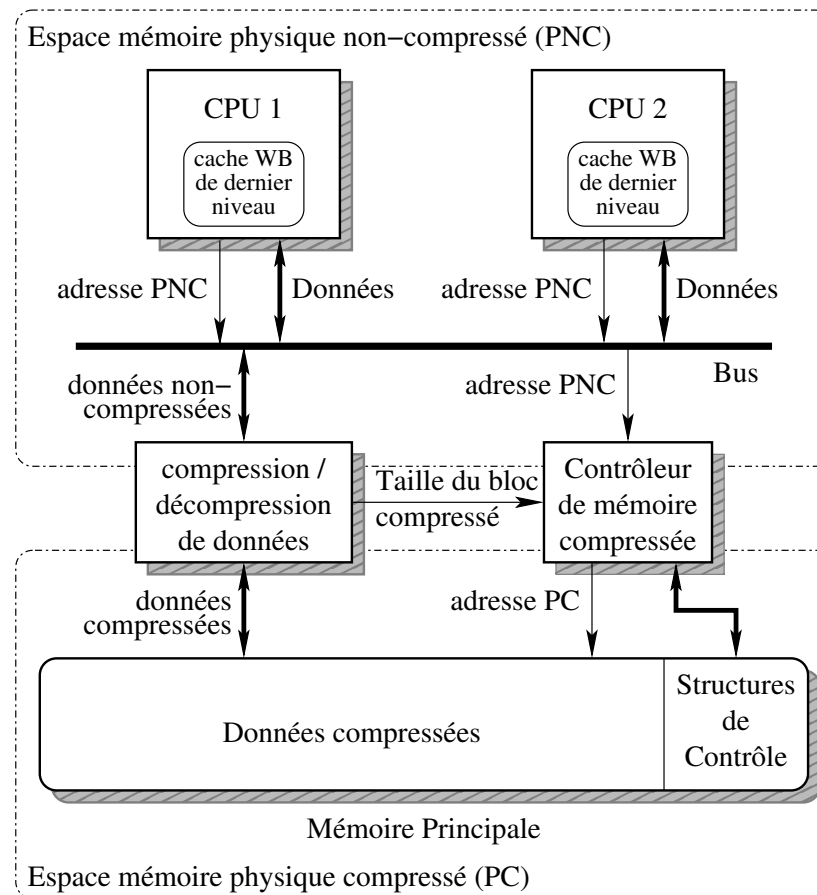 Espace mémoire physique non−compressé (PNC)
CPU 1
cache WB
de dernier
niveau
CPU 2
cache WB
de dernier
niveau
adresse PNC
Données
adresse PNC
Données
Bus
données non−
compressées
adresse PNC
compression /
décompression
de données
Taille du bloc
compressé
Contrôleur
de mémoire
compressée
données
compressées
adresse PC
Données compressées
Structures
de
Contrôle
Mémoire Principale
Espace mémoire physique compressé (PC)